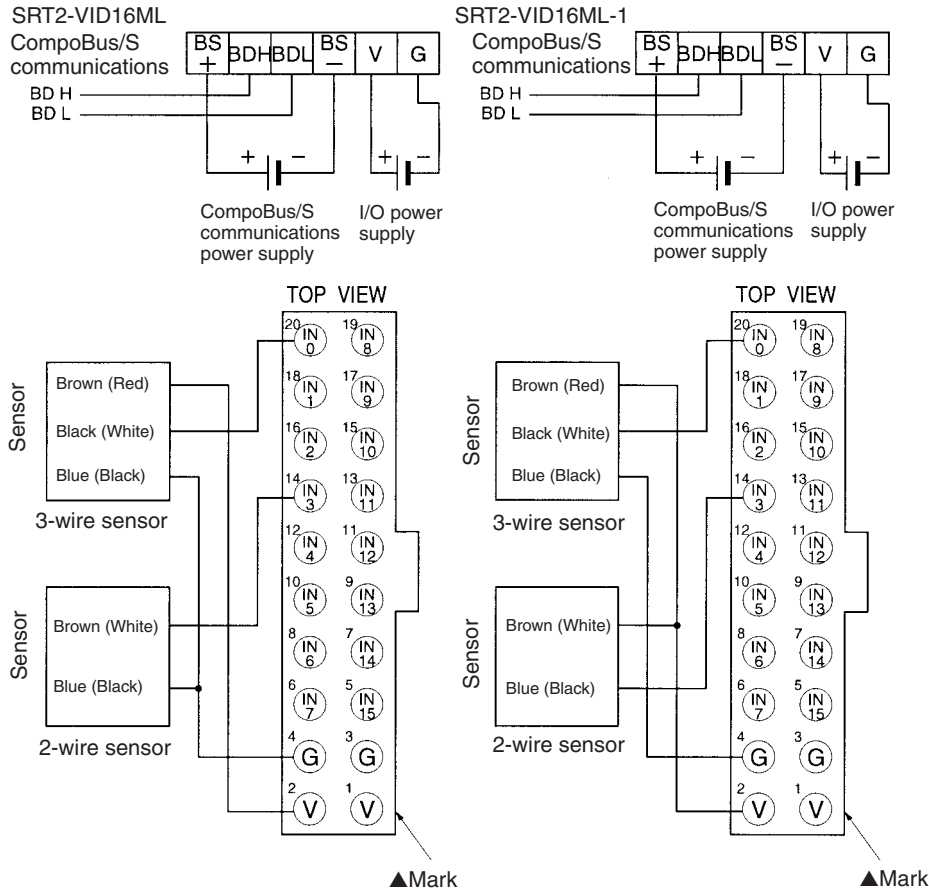 SRT2-VID16ML
CompoBus/S
communications
BS
+
BDH
BDL
BS
–
V
G
BD H
BD L
+
–
+
–
CompoBus/S
communications
power supply
I/O power
supply
TOP VIEW
20
IN
0
19
IN
8
18
IN
1
17
IN
9
16
IN
2
15
IN
10
14
IN
3
13
IN
11
12
IN
4
11
IN
12
10
IN
5
9
IN
13
8
IN
6
7
IN
14
6
IN
7
5
IN
15
4
G
3
G
2
V
1
V
Sensor
Brown (Red)
Black (White)
Blue (Black)
3-wire sensor
Sensor
Brown (White)
Blue (Black)
2-wire sensor
▲Mark
SRT2-VID16ML-1
CompoBus/S
communications
BS
+
BDH
BDL
BS
–
V
G
BD H
BD L
+
–
+
–
CompoBus/S
communications
power supply
I/O power
supply
TOP VIEW
20
IN
0
19
IN
8
18
IN
1
17
IN
9
16
IN
2
15
IN
10
14
IN
3
13
IN
11
12
IN
4
11
IN
12
10
IN
5
9
IN
13
8
IN
6
7
IN
14
6
IN
7
5
IN
15
4
G
3
G
2
V
1
V
Sensor
Brown (Red)
Black (White)
Blue (Black)
3-wire sensor
Sensor
Brown (White)
Blue (Black)
2-wire sensor
▲Mark